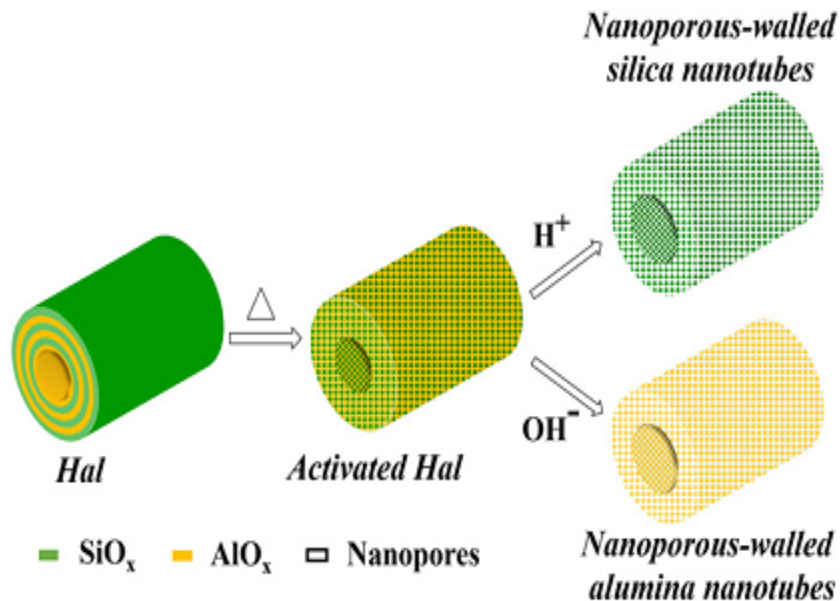 Nanoporous-walled
silica nanotubes
H⁺
Δ
OH⁻
Hal
Activated Hal
SiOₓ AlOₓ Nanopores
Nanoporous-walled
alumina nanotubes